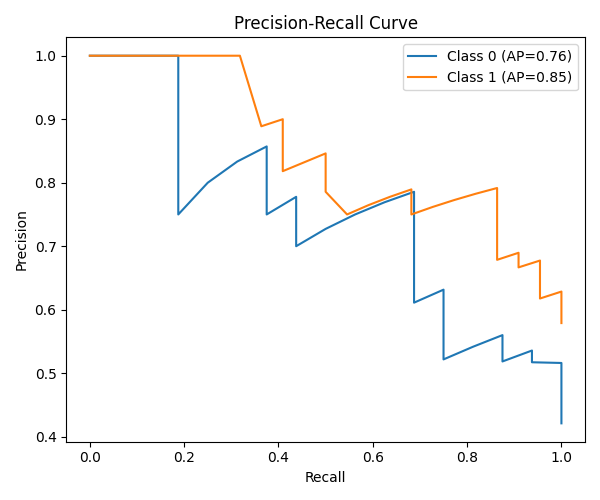 Precision-Recall Curve
Class 0 (AP=0.76)
Class 1 (AP=0.85)
1.0
0.9
0.8
0.7
0.6
0.5
0.4
Precision
0.0 0.2 0.4 0.6 0.8 1.0
Recall